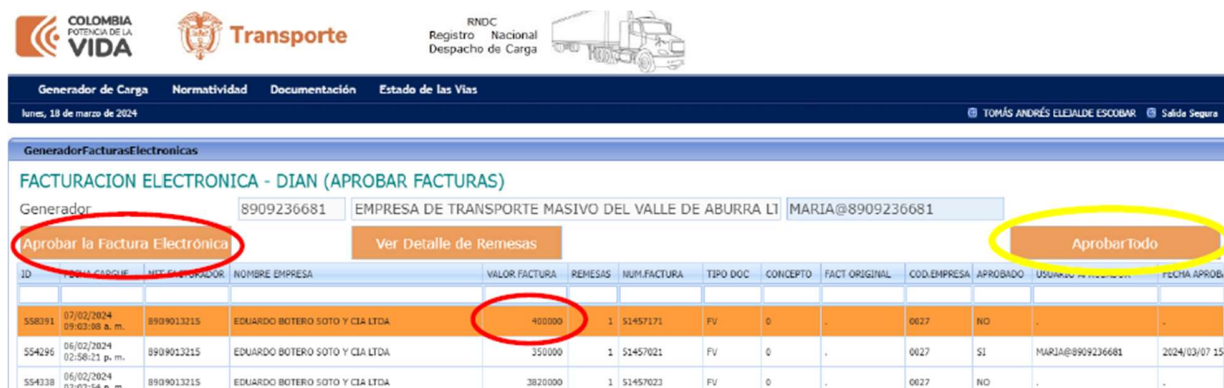 COLOMBIA
POTENCIA DE LA
VIDA
Transporte
RNDC
Registro Nacional
Despacho de Carga
Generador de Carga Normatividad Documentación Estado de las Vias
lunes, 18 de marzo de 2024 TOMÁS ANDRÉS ELEJALDE ESCOBAR Salida Segura
GeneradorFacturasElectronicas
FACTURACION ELECTRONICA - DIAN (APROBAR FACTURAS)
Generador 8909236681 EMPRESA DE TRANSPORTE MASIVO DEL VALLE DE ABURRA LT MARIA@8909236681
Aprobar la Factura Electrónica Ver Detalle de Remesas AprobarTodo
ID FECHA CARGUE NIT FACTURADOR NOMBRE EMPRESA VALOR FACTURA REMESAS NUM.FACTURA TIPO DOC CONCEPTO FACT ORIGINAL COD.EMPRESA APROBADO FECHA APROBA
558391 07/02/2024 09:03:08 a. m. 8909013215 EDUARDO BOTERO SOTO Y CIA LTDA 400000 1 51457171 FV 0 . 0027 NO . .
554296 06/02/2024 02:58:21 p. m. 8909013215 EDUARDO BOTERO SOTO Y CIA LTDA 350000 1 51457021 FV 0 . 0027 SI MARIA@8909236681 2024/03/07 15
554338 06/02/2024 8909013215 EDUARDO BOTERO SOTO Y CIA LTDA 3820000 1 51457023 FV 0 . 0027 NO . .